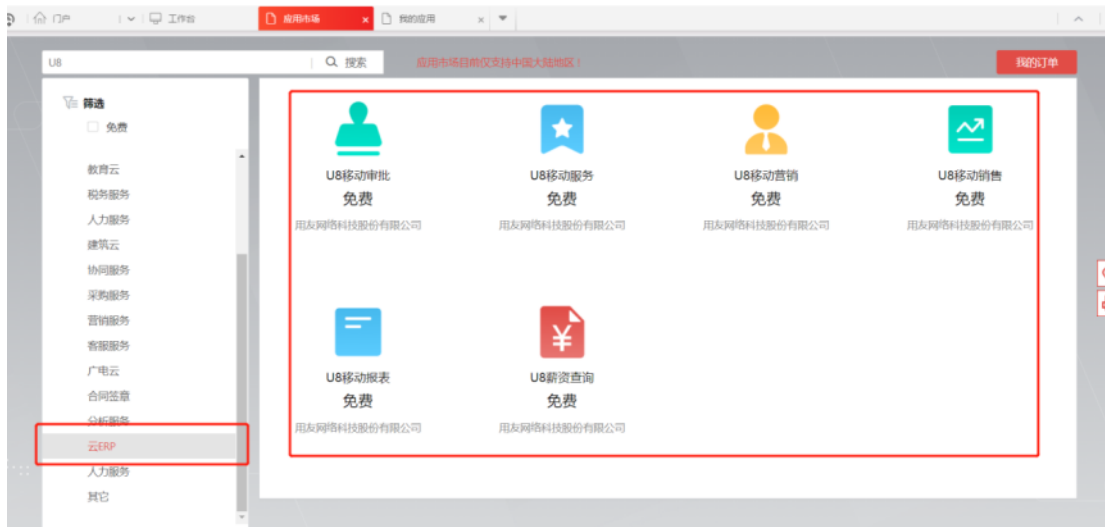 门户
工作台
应用市场
我的应用
U8
搜索
应用市场目前仅支持中国大陆地区！
我的订单
筛选
免费
教育云
税务服务
人力服务
建筑云
协同服务
采购服务
营销服务
客服服务
广电云
合同签章
分析服务
云ERP
人力服务
其它
U8移动审批
免费
用友网络科技股份有限公司
U8移动服务
免费
用友网络科技股份有限公司
U8移动营销
免费
用友网络科技股份有限公司
U8移动销售
免费
用友网络科技股份有限公司
U8移动报表
免费
用友网络科技股份有限公司
U8薪资查询
免费
用友网络科技股份有限公司